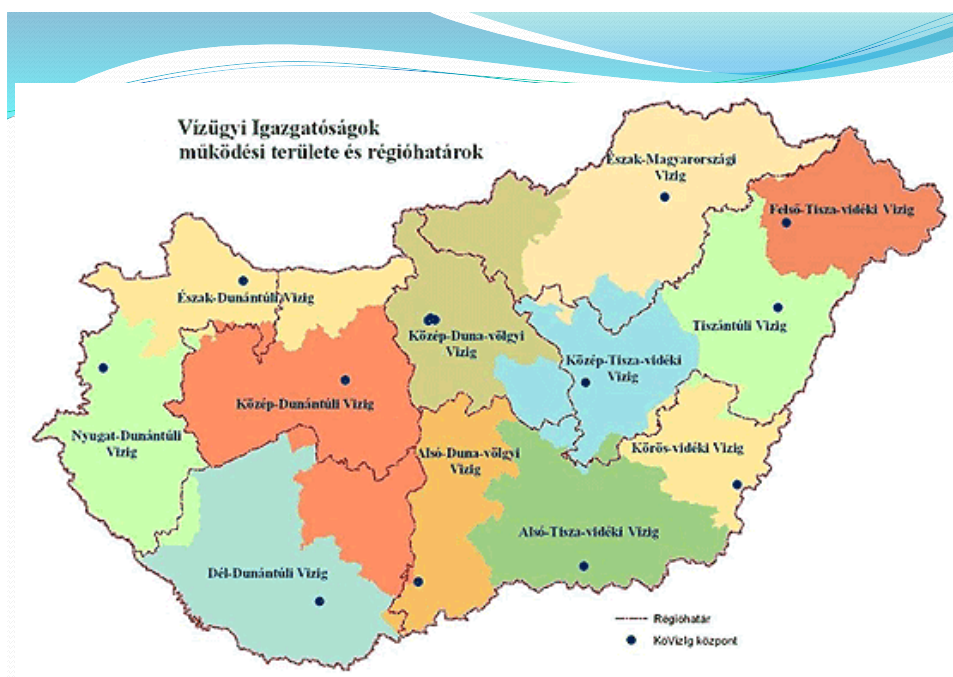 Vízügyi Igazgatóságok
működési területe és régióhatárok
Észak-Magyarországi
Vizig
Felső-Tisza-vidéki Vizig
Észak-Dunántúli Vizig
Tiszántúli Vizig
Közép-Duna-völgyi
Vizig
Közép-Tisza-vidéki
Vizig
Közép-Dunántúli Vizig
Nyugat-Dunántúli
Vizig
Alsó-Duna-völgyi
Vizig
Körös-vidéki Vizig
Alsó-Tisza-vidéki Vizig
Dél-Dunántúli Vizig
Régióhatár
KöVizIg központ